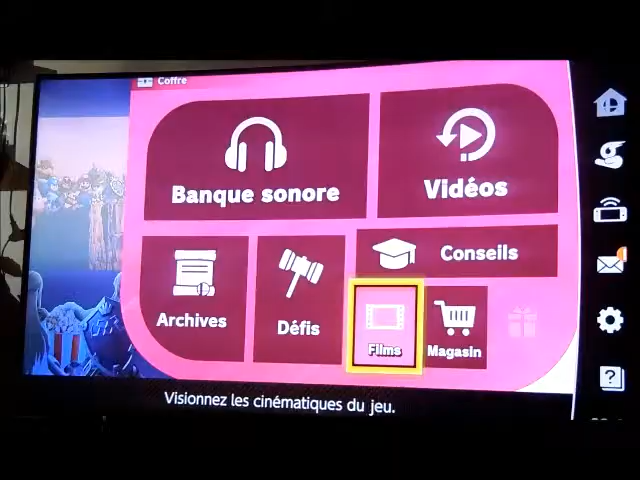 Coffre
Banque sonore
Vidéos
Conseils
Archives
Défis
Films
Magasin
Visionnez les cinématiques du jeu.
?